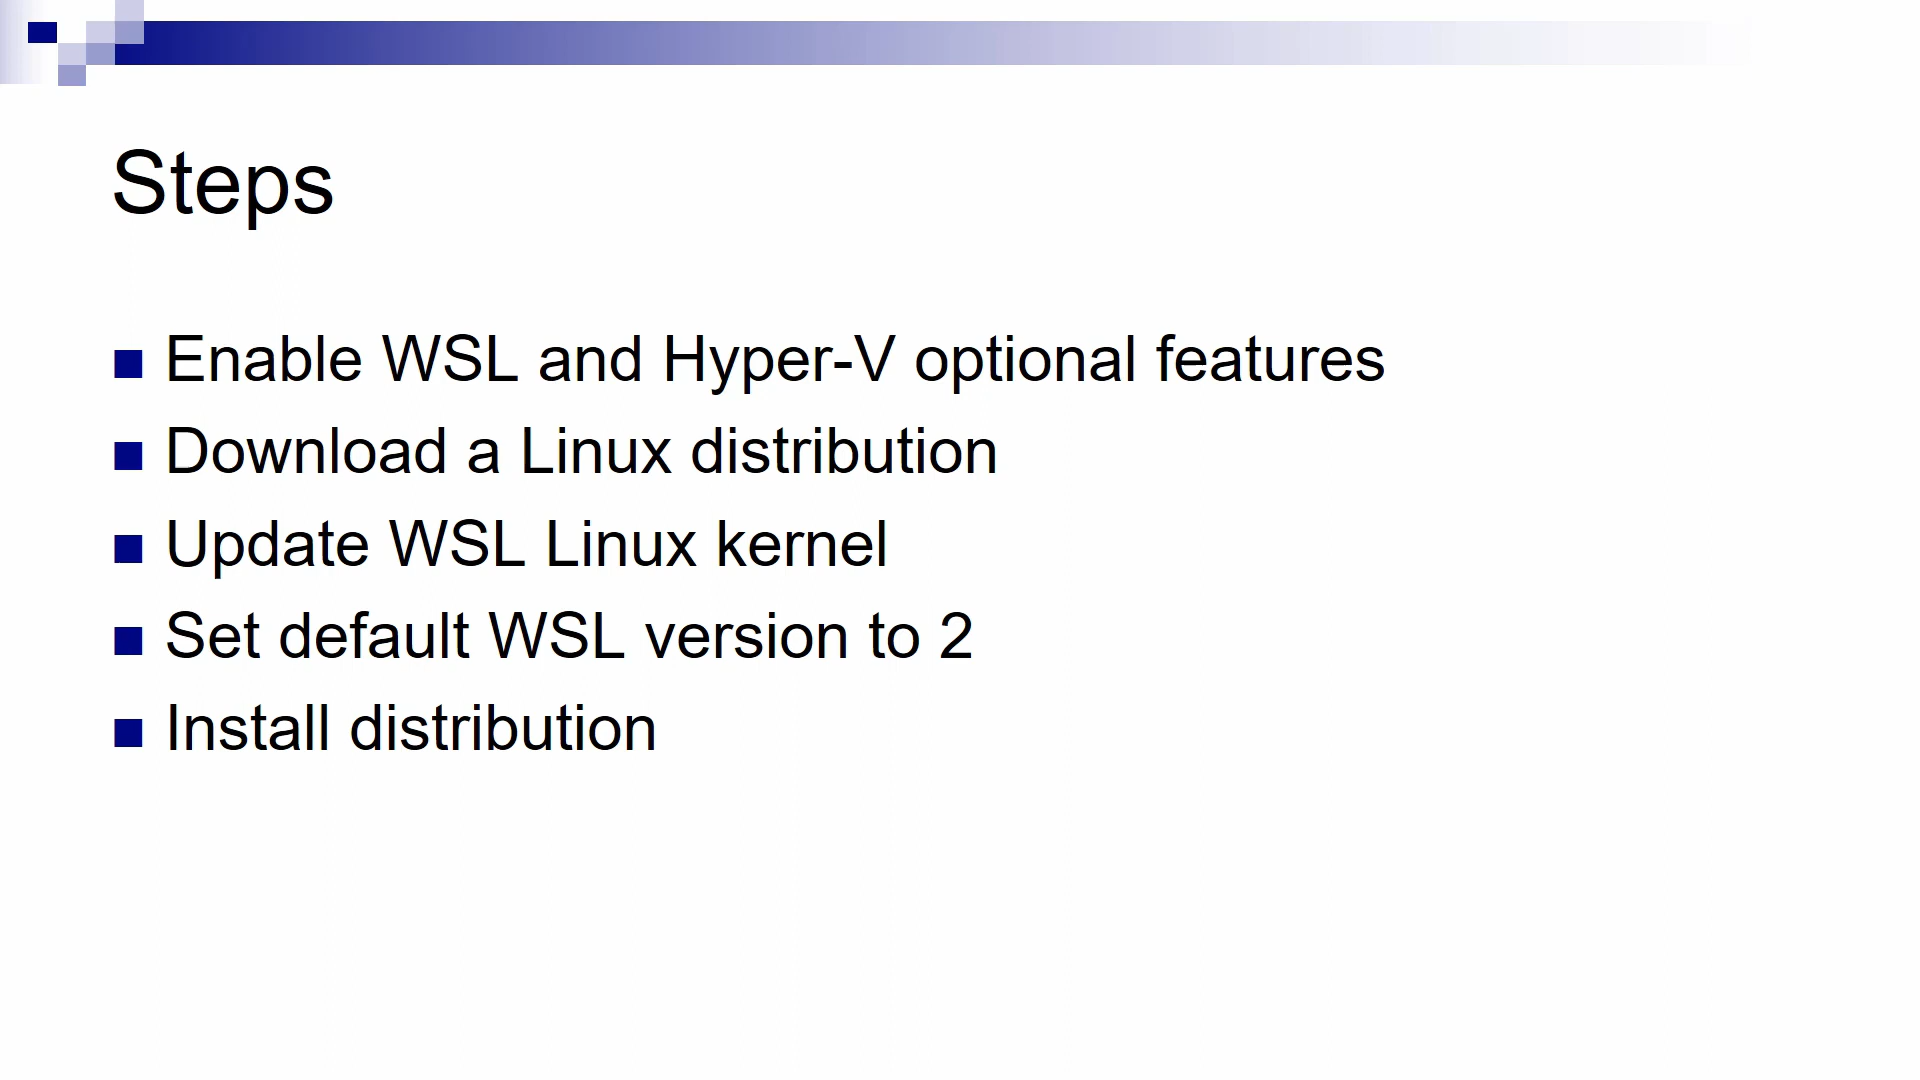 Steps
Enable WSL and Hyper-V optional features
Download a Linux distribution
Update WSL Linux kernel
Set default WSL version to 2
Install distribution